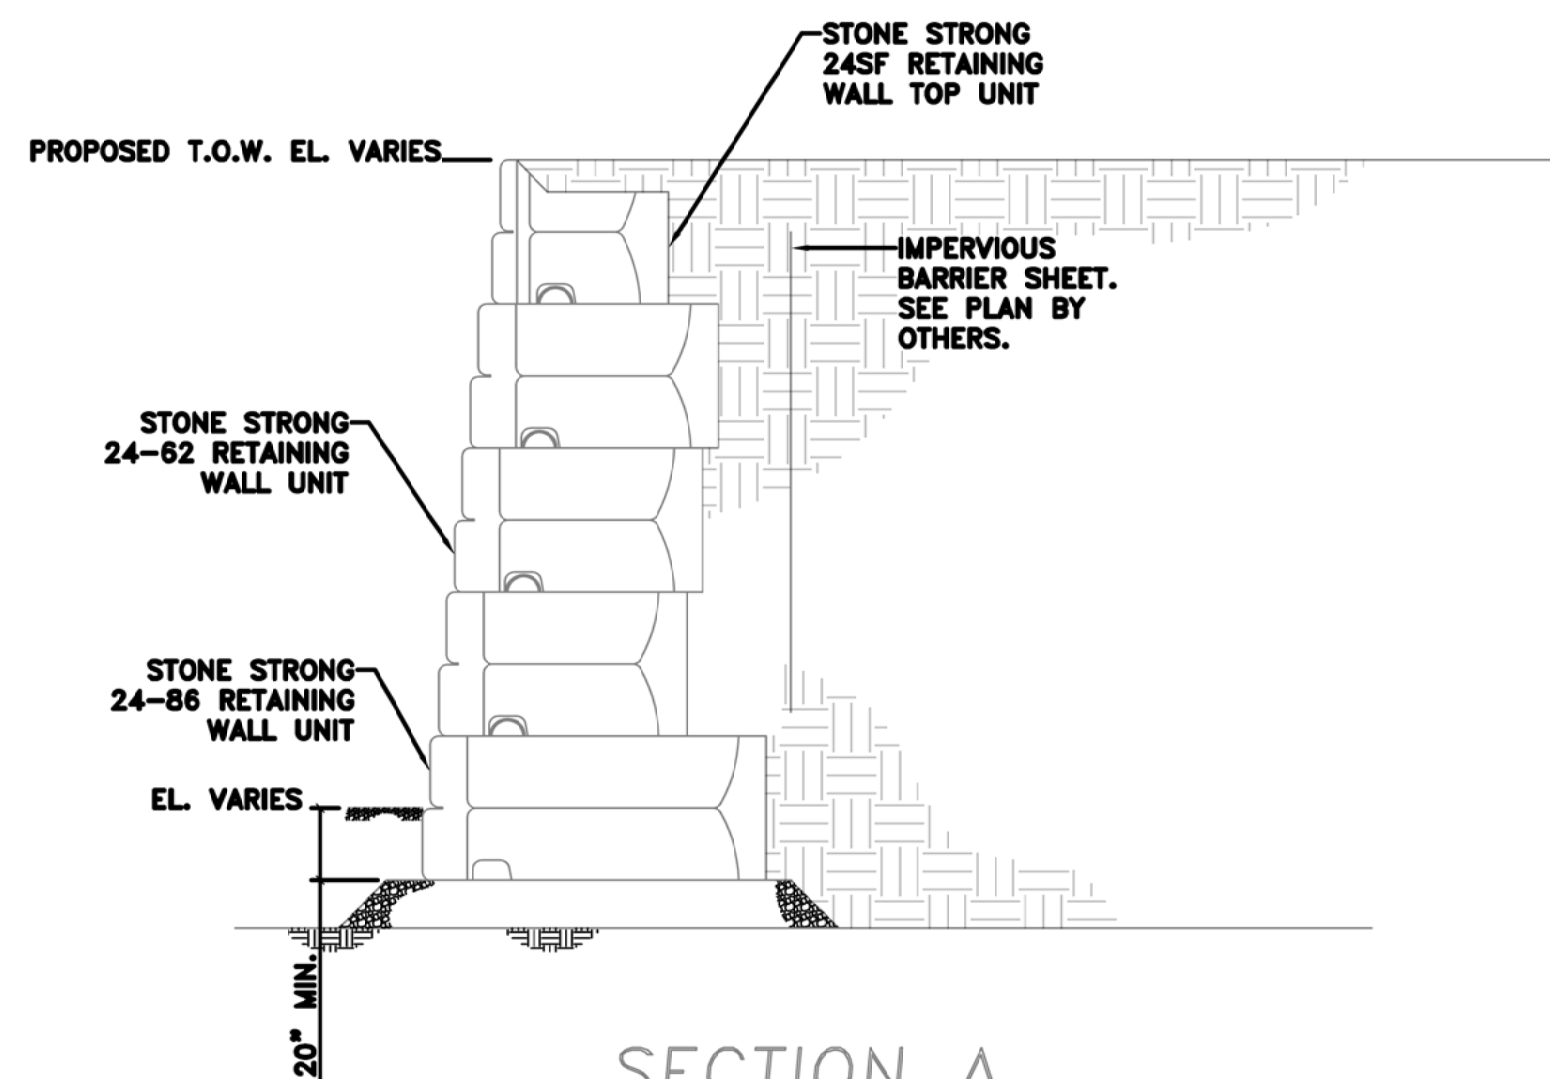 STONE STRONG
24SF RETAINING
WALL TOP UNIT
PROPOSED T.O.W. EL. VARIES
IMPERVIOUS
BARRIER SHEET.
SEE PLAN BY
OTHERS.
STONE STRONG
24-62 RETAINING
WALL UNIT
STONE STRONG
24-86 RETAINING
WALL UNIT
EL. VARIES
20" MIN.
SECTION A